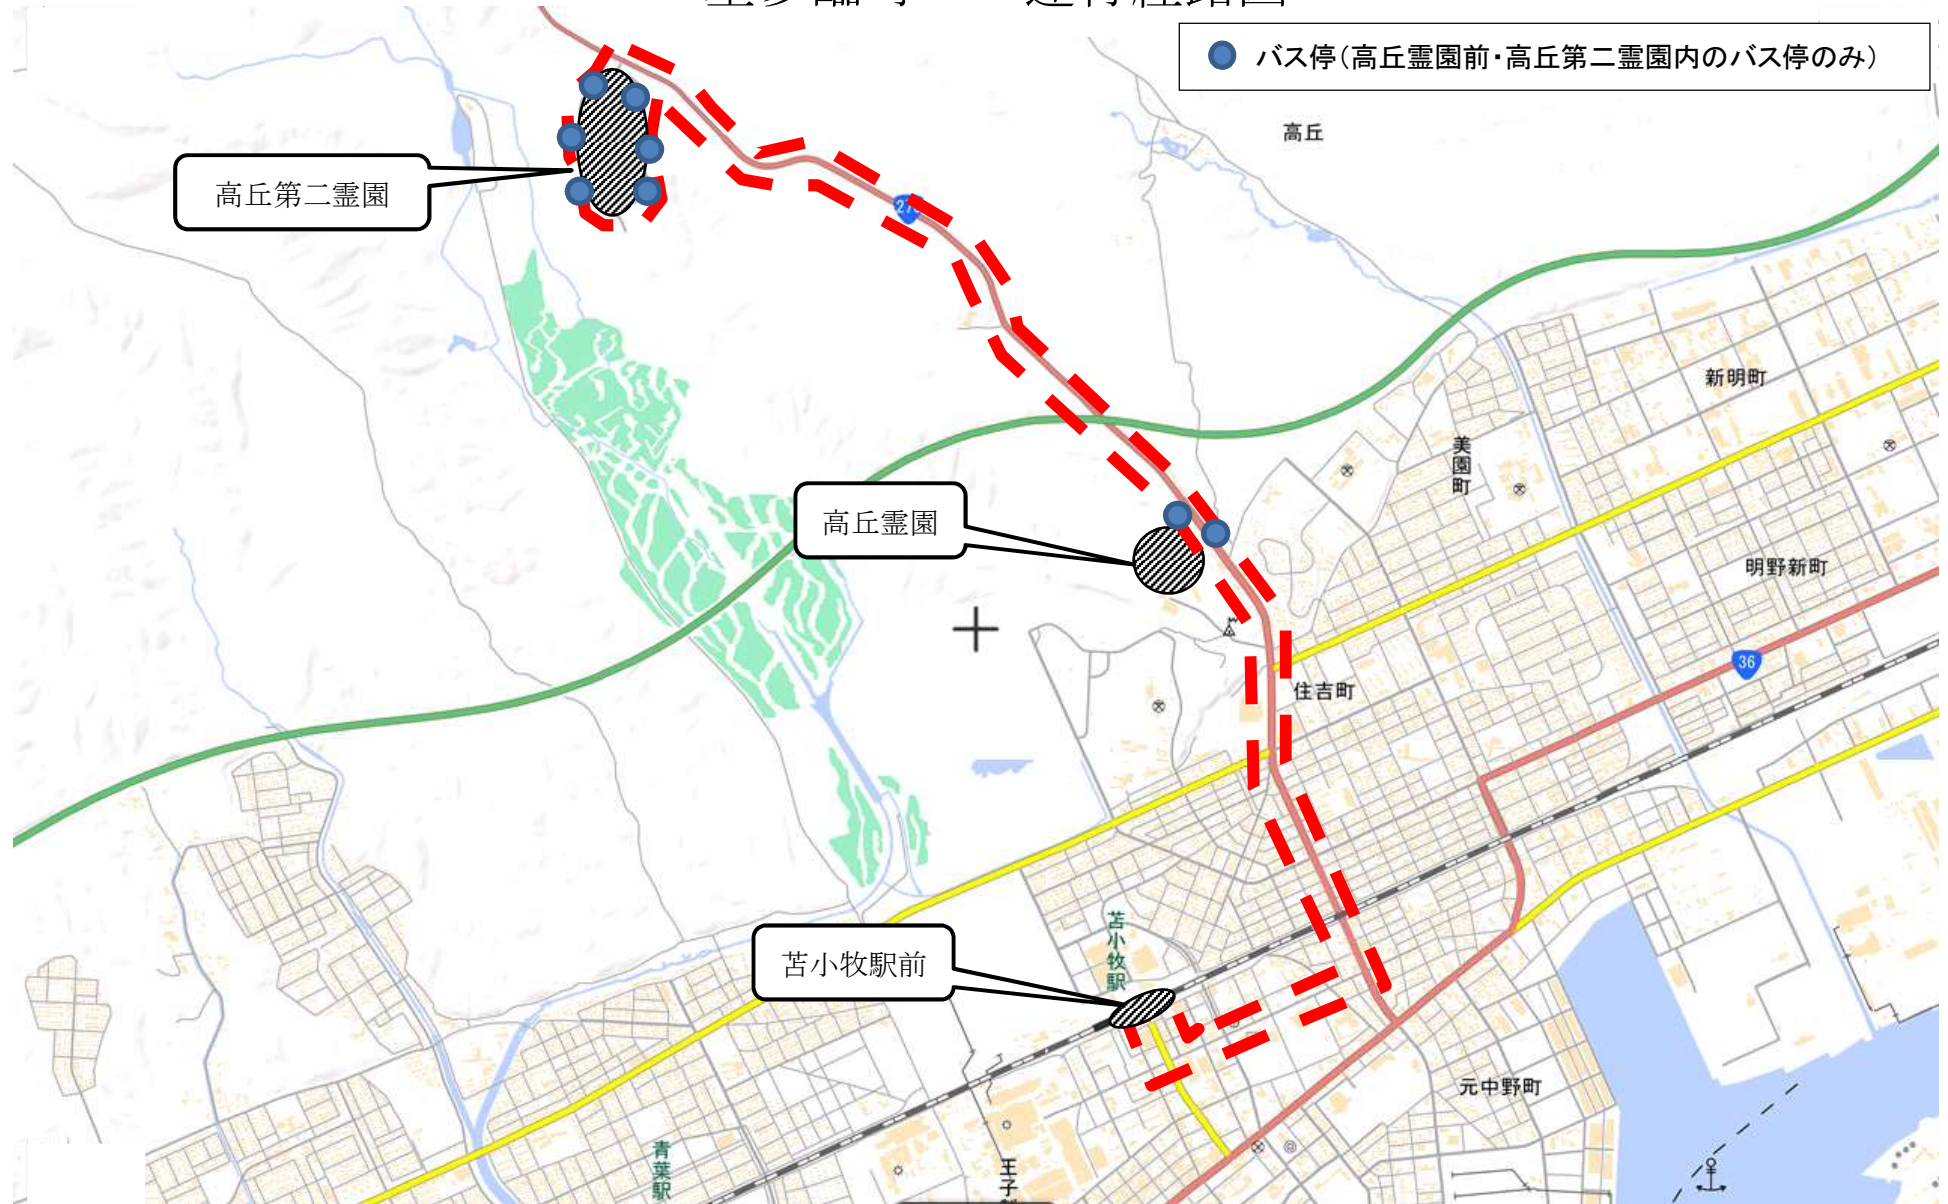 バス停(高丘霊園前・高丘第二霊園内のバス停のみ)
高丘
高丘第二霊園
新明町
美園町
高丘霊園
明野新町
36
住吉町
苫小牧駅
苫小牧駅前
元中野町
青葉駅
王子